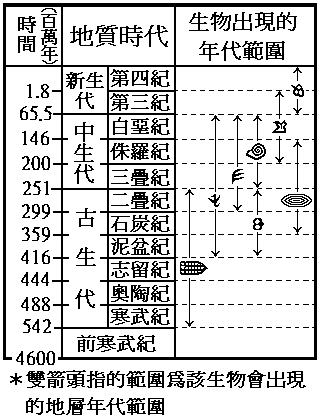 時間（百萬年） 地質時代 生物出現的年代範圍
新生代 第四紀
1.8
第三紀
65.5
中生代 白堊紀
146
侏羅紀
200
三疊紀
251
古生代 二疊紀
299
石炭紀
359
泥盆紀
416
志留紀
444
奧陶紀
488
寒武紀
542
前寒武紀
4600
＊雙箭頭指的範圍為該生物會出現
的地層年代範圍